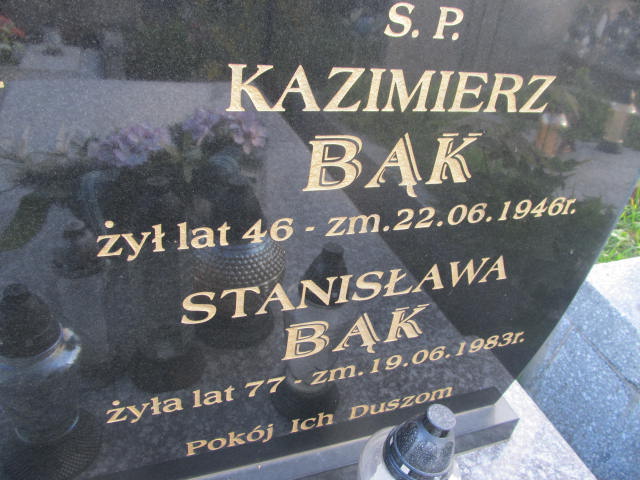 S. P.
KAZIMIERZ
BĄK
żył lat 46 - zm. 22.06.1946r.
STANISŁAWA
BĄK
żyła lat 77 - zm. 19.06.1983r.
Pokój Ich Duszom